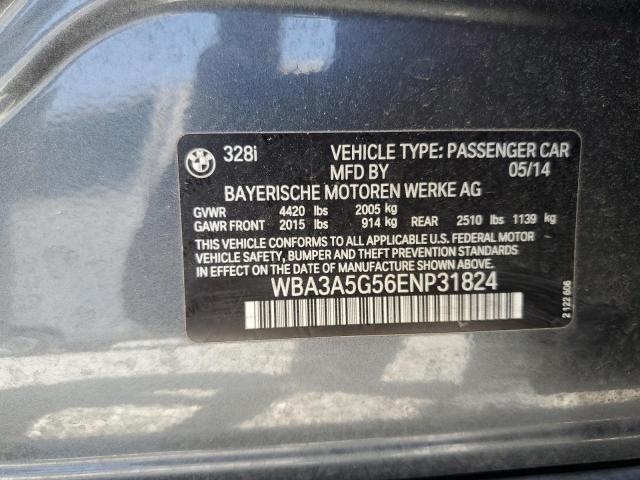 328i VEHICLE TYPE: PASSENGER CAR
MFD BY 05/14
BAYERISCHE MOTOREN WERKE AG
GVWR 4420 lbs 2005 kg
GAWR FRONT 2015 lbs 914 kg REAR 2510 lbs 1139 kg
THIS VEHICLE CONFORMS TO ALL APPLICABLE U.S. FEDERAL MOTOR
VEHICLE SAFETY, BUMPER AND THEFT PREVENTION STANDARDS
IN EFFECT ON THE DATE OF MANUFACTURE SHOWN ABOVE
WBA3A5G56ENP31824
2 122 606